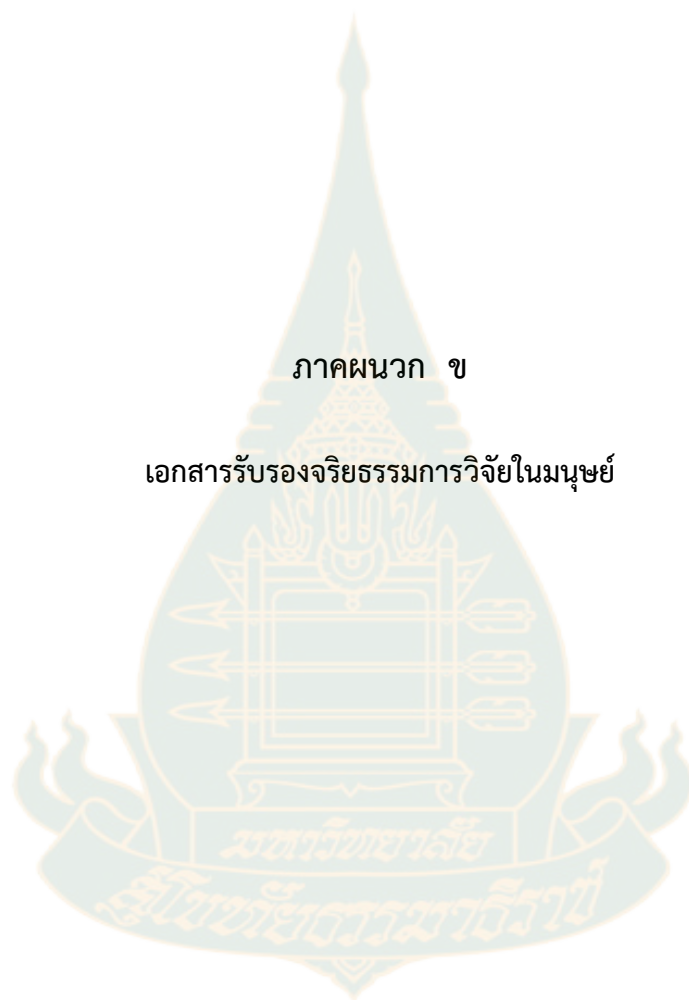 ภาคผนวก ข
เอกสารรับรองจริยธรรมการวิจัยในมนุษย์
มหาวิทยาลัย
สุโขทัยธรรมาธิราช